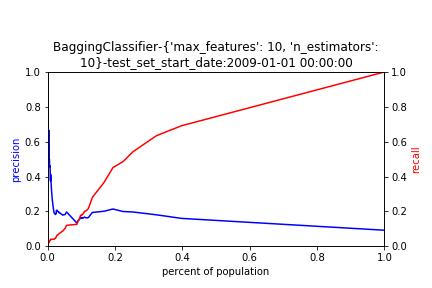 BaggingClassifier-{'max_features': 10, 'n_estimators':
10}-test_set_start_date:2009-01-01 00:00:00
1.0
0.8
0.6
0.4
0.2
0.0
precision
1.0
0.8
0.6
0.4
0.2
0.0
recall
0.0 0.2 0.4 0.6 0.8 1.0
percent of population